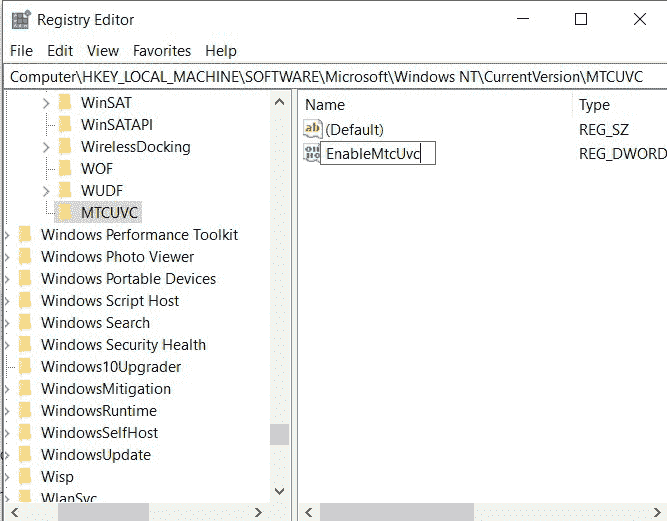 Registry Editor
File Edit View Favorites Help
Computer\HKEY_LOCAL_MACHINE\SOFTWARE\Microsoft\Windows NT\CurrentVersion\MTCUVC
WinSAT
WinSATAPI
WirelessDocking
WOF
WUDF
MTCUVC
Windows Performance Toolkit
Windows Photo Viewer
Windows Portable Devices
Windows Script Host
Windows Search
Windows Security Health
Windows10Upgrader
WindowsMitigation
WindowsRuntime
WindowsSelfHost
WindowsUpdate
Wisp
WlanSvc
Name Type
ab (Default) REG_SZ
EnableMtcUvc REG_DWORD